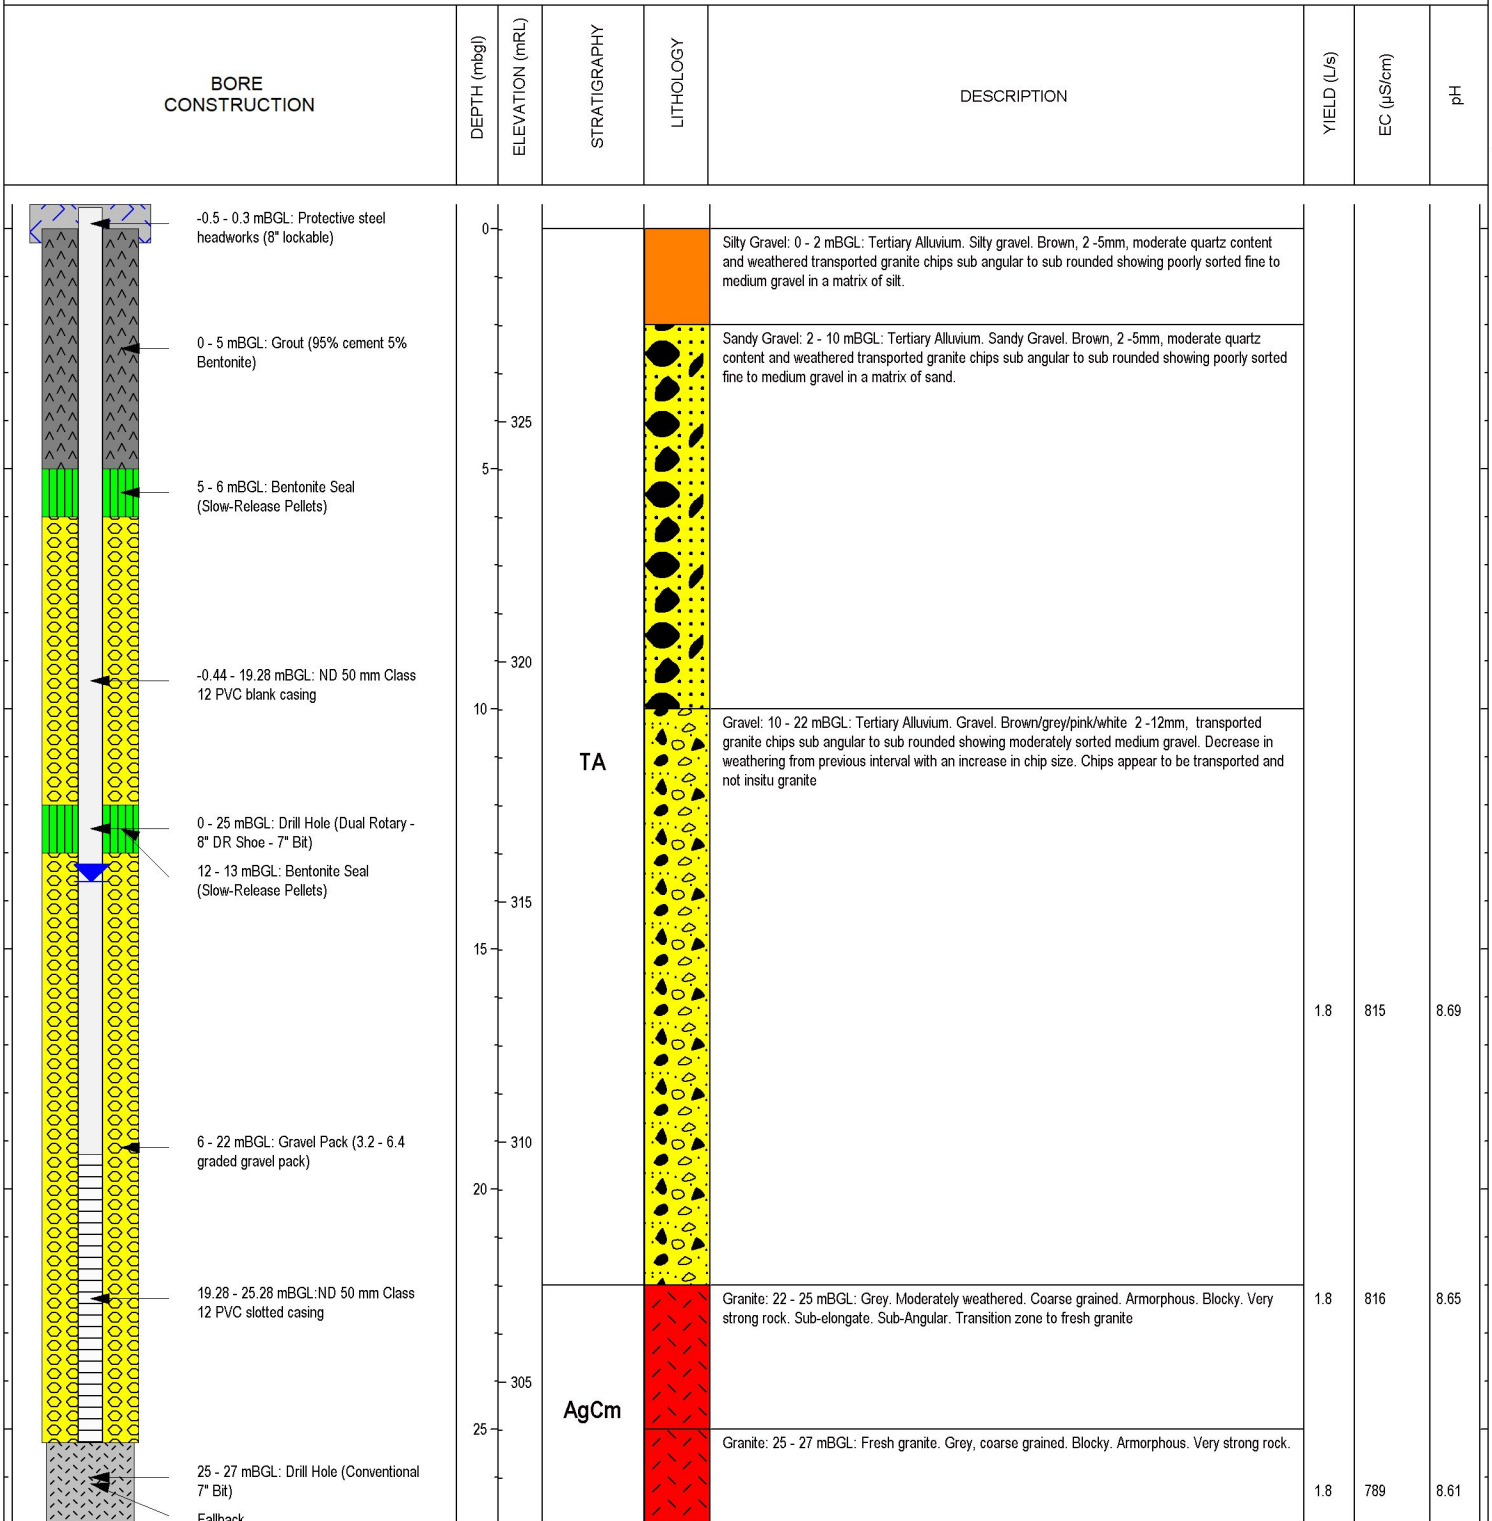 BORE
CONSTRUCTION
DEPTH (mbgl)
ELEVATION (mRL)
STRATIGRAPHY
LITHOLOGY
DESCRIPTION
YIELD (L/s)
EC (µS/cm)
pH
-0.5 - 0.3 mBGL: Protective steel
headworks (8" lockable)
0
Silty Gravel: 0 - 2 mBGL: Tertiary Alluvium. Silty gravel. Brown, 2 -5mm, moderate quartz content
and weathered transported granite chips sub angular to sub rounded showing poorly sorted fine to
medium gravel in a matrix of silt.
0 - 5 mBGL: Grout (95% cement 5%
Bentonite)
Sandy Gravel: 2 - 10 mBGL: Tertiary Alluvium. Sandy Gravel. Brown, 2 -5mm, moderate quartz
content and weathered transported granite chips sub angular to sub rounded showing poorly sorted
fine to medium gravel in a matrix of sand.
325
5
5 - 6 mBGL: Bentonite Seal
(Slow-Release Pellets)
320
-0.44 - 19.28 mBGL: ND 50 mm Class
12 PVC blank casing
10
Gravel: 10 - 22 mBGL: Tertiary Alluvium. Gravel. Brown/grey/pink/white 2 -12mm, transported
granite chips sub angular to sub rounded showing moderately sorted medium gravel. Decrease in
weathering from previous interval with an increase in chip size. Chips appear to be transported and
not insitu granite
TA
0 - 25 mBGL: Drill Hole (Dual Rotary -
8" DR Shoe - 7" Bit)
12 - 13 mBGL: Bentonite Seal
(Slow-Release Pellets)
315
15
1.8 815 8.69
6 - 22 mBGL: Gravel Pack (3.2 - 6.4
graded gravel pack)
310
20
19.28 - 25.28 mBGL:ND 50 mm Class
12 PVC slotted casing
Granite: 22 - 25 mBGL: Grey. Moderately weathered. Coarse grained. Armorphous. Blocky. Very
strong rock. Sub-elongate. Sub-Angular. Transition zone to fresh granite
1.8 816 8.65
305
AgCm
25
Granite: 25 - 27 mBGL: Fresh granite. Grey, coarse grained. Blocky. Armorphous. Very strong rock.
25 - 27 mBGL: Drill Hole (Conventional
7" Bit)
1.8 789 8.61
Fallback